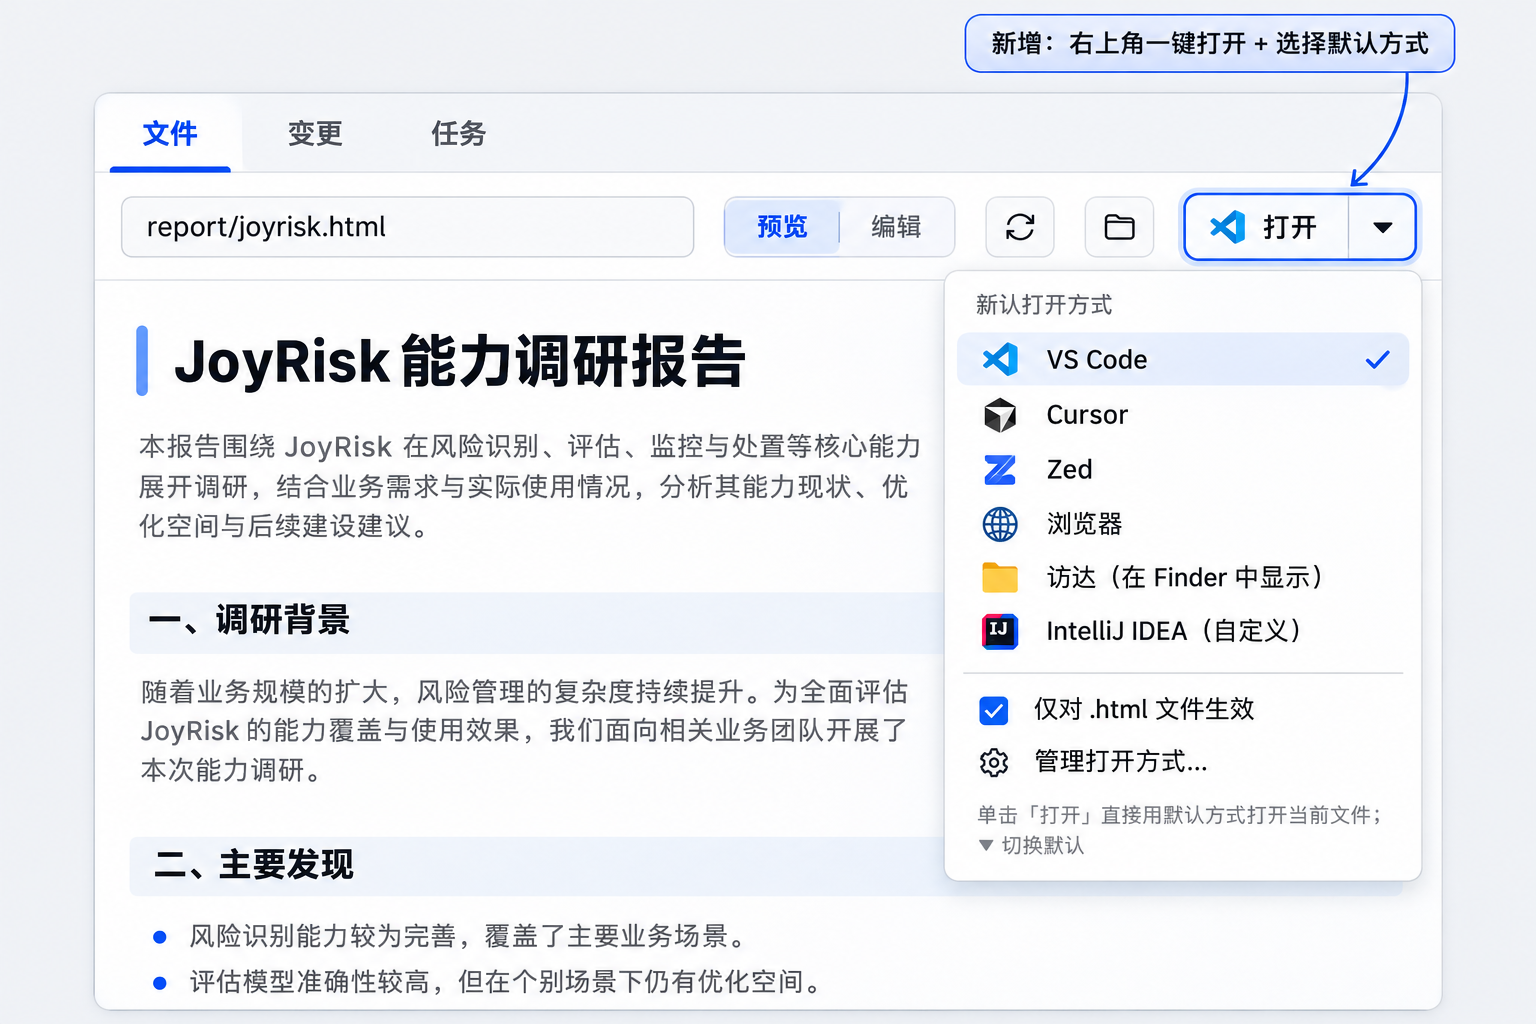 新增：右上角一键打开 + 选择默认方式
文件
变更
任务
report/joyrisk.html
预览
编辑
打开
JoyRisk 能力调研报告
本报告围绕 JoyRisk 在风险识别、评估、监控与处置等核心能力
展开调研，结合业务需求与实际使用情况，分析其能力现状、优
化空间与后续建设建议。
一、调研背景
随着业务规模的扩大，风险管理的复杂度持续提升。为全面评估
JoyRisk 的能力覆盖与使用效果，我们面向相关业务团队开展了
本次能力调研。
二、主要发现
风险识别能力较为完善，覆盖了主要业务场景。
评估模型准确性较高，但在个别场景下仍有优化空间。
新认打开方式
VS Code
Cursor
Zed
浏览器
访达（在 Finder 中显示）
IJ
IntelliJ IDEA（自定义）
仅对 .html 文件生效
管理打开方式...
单击「打开」直接用默认方式打开当前文件；
▼ 切换默认